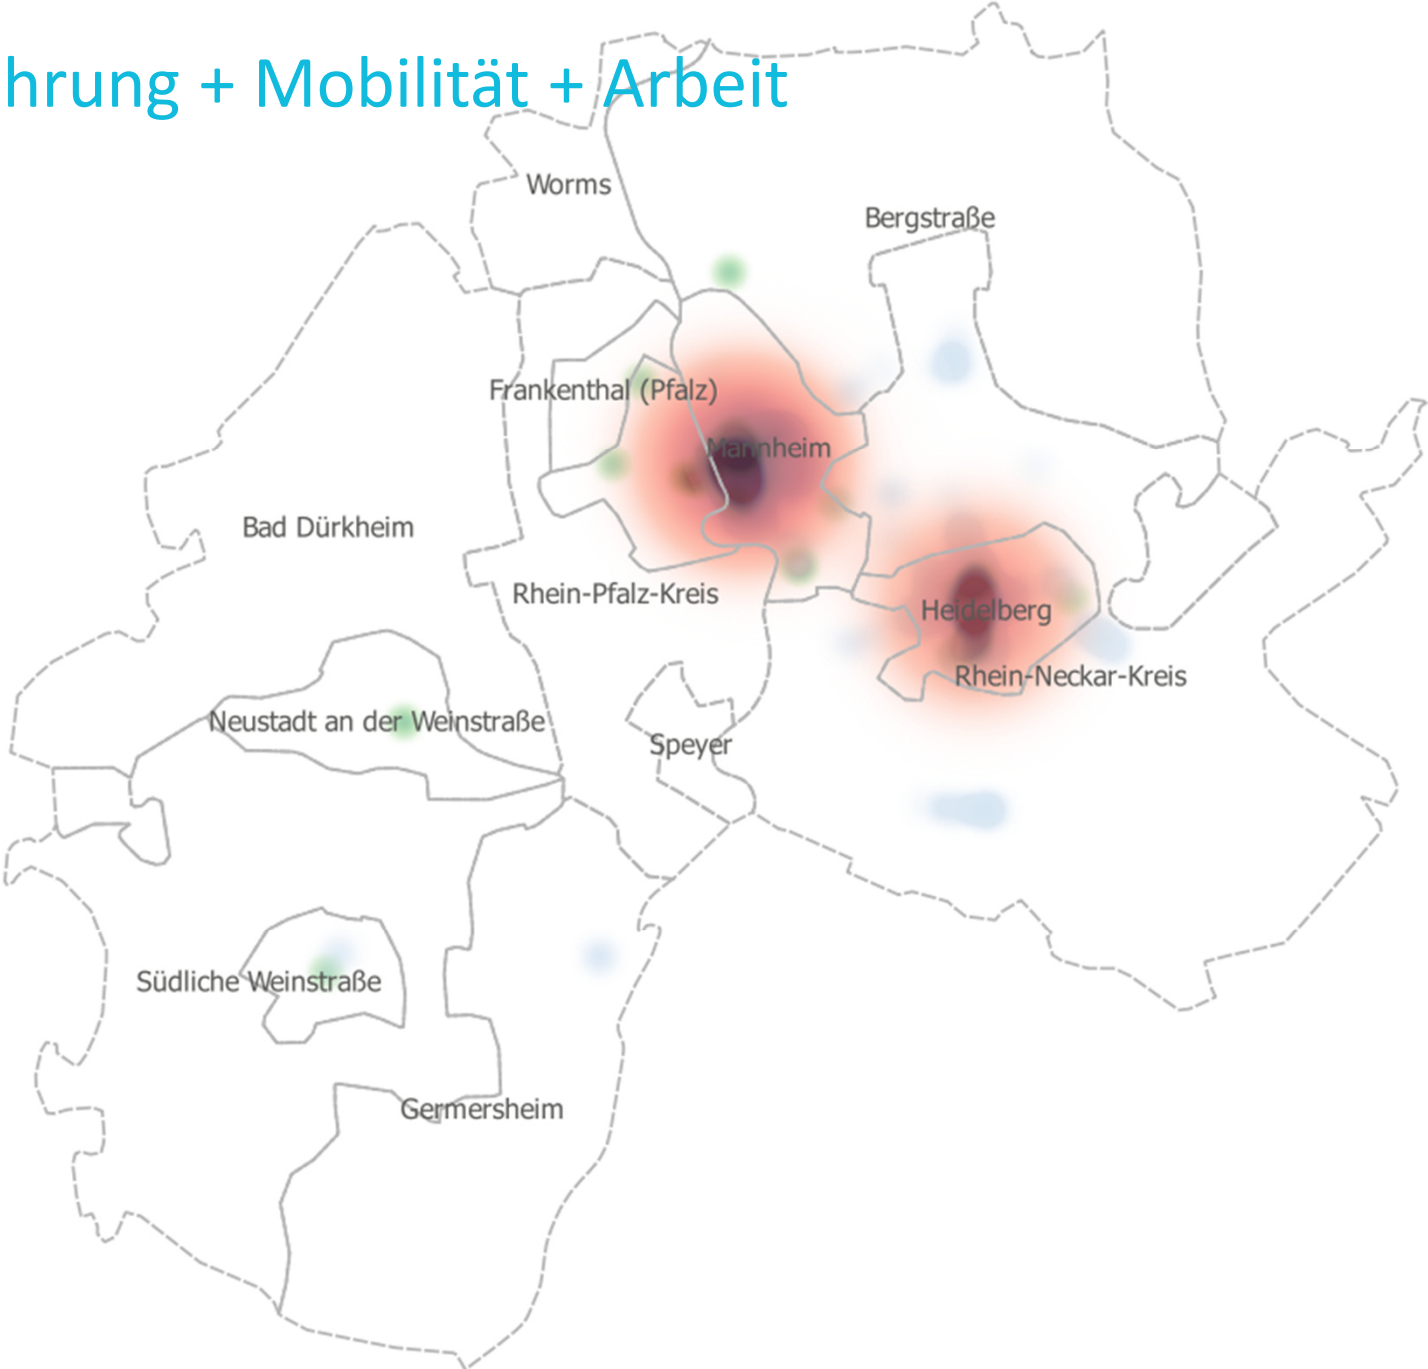 hrung + Mobilität + Arbeit
Worms
Bergstraße
Frankenthal (Pfalz)
Mannheim
Bad Dürkheim
Rhein-Pfalz-Kreis
Heidelberg
Rhein-Neckar-Kreis
Neustadt an der Weinstraße
Speyer
Südliche Weinstraße
Germersheim